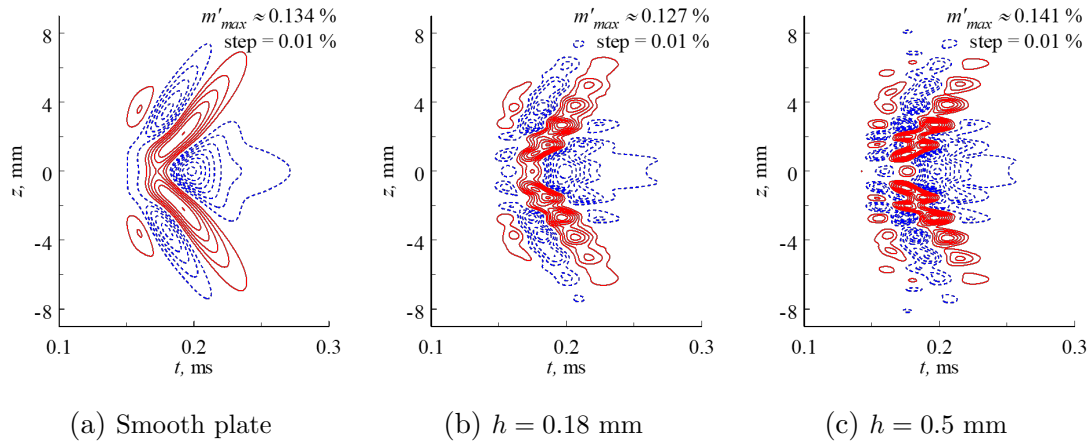 m'max ≈ 0.134 %
step = 0.01 %
8
4
0
-4
-8
z, mm
0.1
0.2
0.3
t, ms
(a) Smooth plate
m'max ≈ 0.127 %
step = 0.01 %
8
4
0
-4
-8
z, mm
0.1
0.2
0.3
t, ms
(b) h = 0.18 mm
m'max ≈ 0.141 %
step = 0.01 %
8
4
0
-4
-8
z, mm
0.1
0.2
0.3
t, ms
(c) h = 0.5 mm